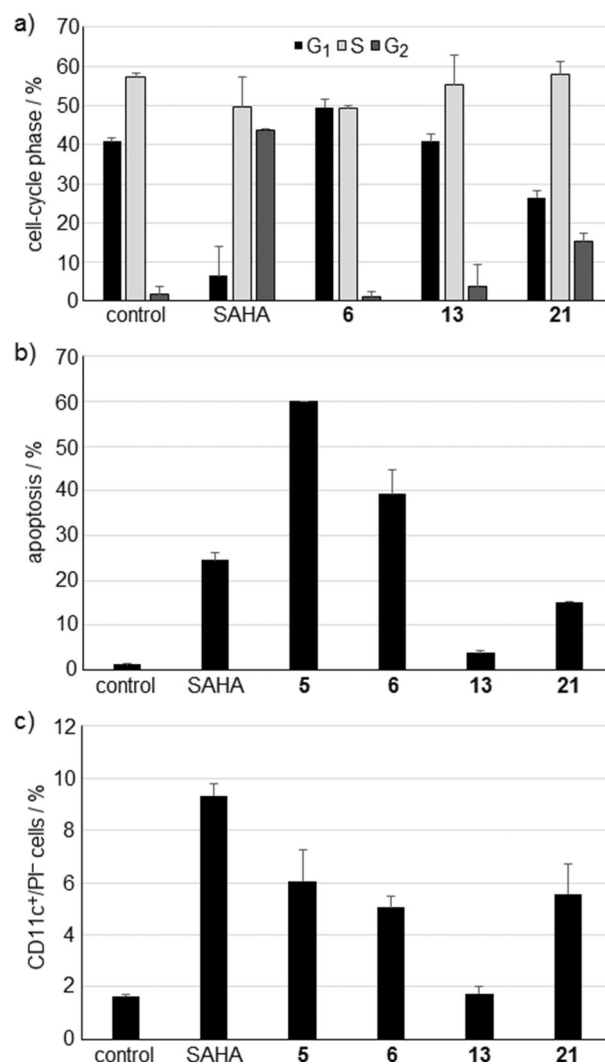 a)
70
60
50
40
30
20
10
0
cell-cycle phase / %
G₁ S G₂
control SAHA 6 13 21
b)
70
60
50
40
30
20
10
0
apoptosis / %
control SAHA 5 6 13 21
c)
12
10
8
6
4
2
0
CD11c⁺/PI⁻ cells / %
control SAHA 5 6 13 21